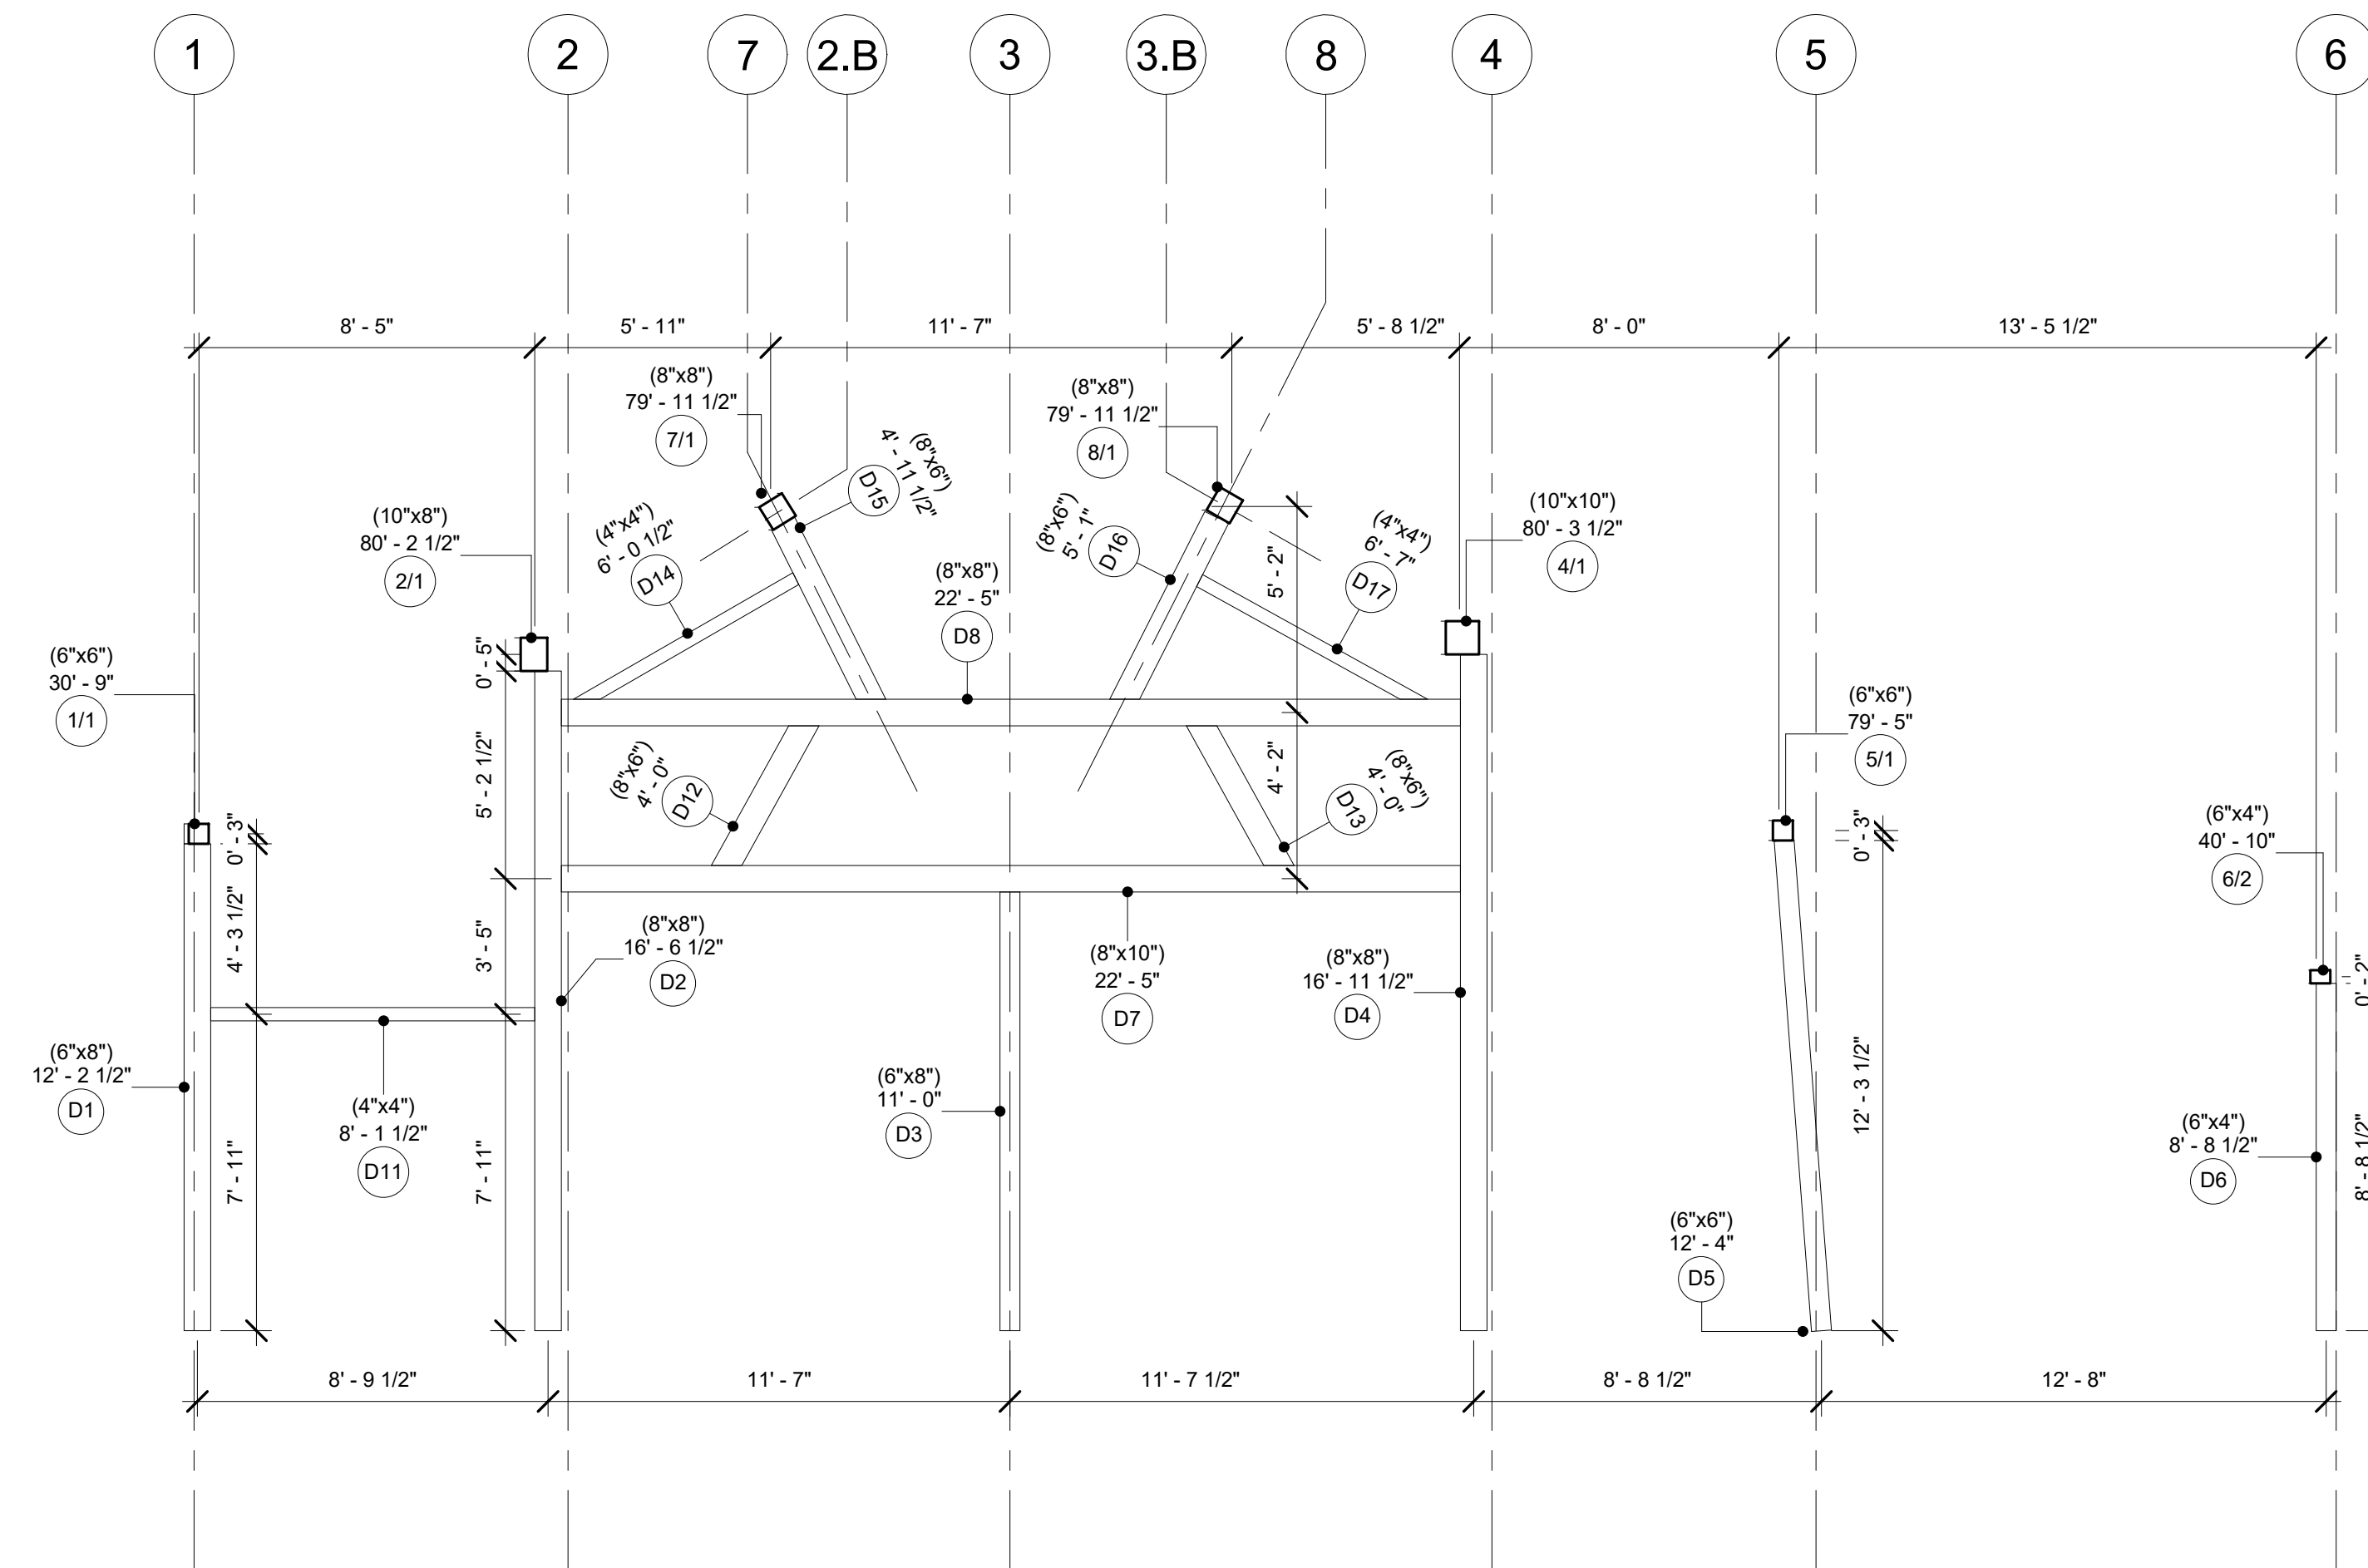 1
2
7
2.B
3
3.B
8
4
5
6
8' - 5"
5' - 11"
11' - 7"
5' - 8 1/2"
8' - 0"
13' - 5 1/2"
(8"x8")
79' - 11 1/2"
7/1
(8"x6")
4' - 11 1/2"
D15
(8"x8")
79' - 11 1/2"
8/1
(10"x8")
80' - 2 1/2"
2/1
(4"x4")
6' - 0 1/2"
D14
(8"x8")
22' - 5"
D8
(8"x6")
5' - 1"
D16
5' - 2"
(4"x4")
6' - 7"
D17
(10"x10")
80' - 3 1/2"
4/1
(6"x6")
30' - 9"
1/1
0' - 5"
5' - 2 1/2"
(8"x6")
4' - 0"
D12
4' - 2"
(8"x6")
4' - 0"
D13
(6"x6")
79' - 5"
5/1
0' - 3"
0' - 3"
(6"x4")
40' - 10"
6/2
4' - 3 1/2"
3' - 5"
(8"x8")
16' - 6 1/2"
D2
(8"x10")
22' - 5"
D7
(8"x8")
16' - 11 1/2"
D4
0' - 2"
(6"x8")
12' - 2 1/2"
D1
7' - 11"
(4"x4")
8' - 1 1/2"
D11
7' - 11"
(6"x8")
11' - 0"
D3
12' - 3 1/2"
(6"x6")
12' - 4"
D5
(6"x4")
8' - 8 1/2"
D6
8' - 8 1/2"
8' - 9 1/2"
11' - 7"
11' - 7 1/2"
8' - 8 1/2"
12' - 8"